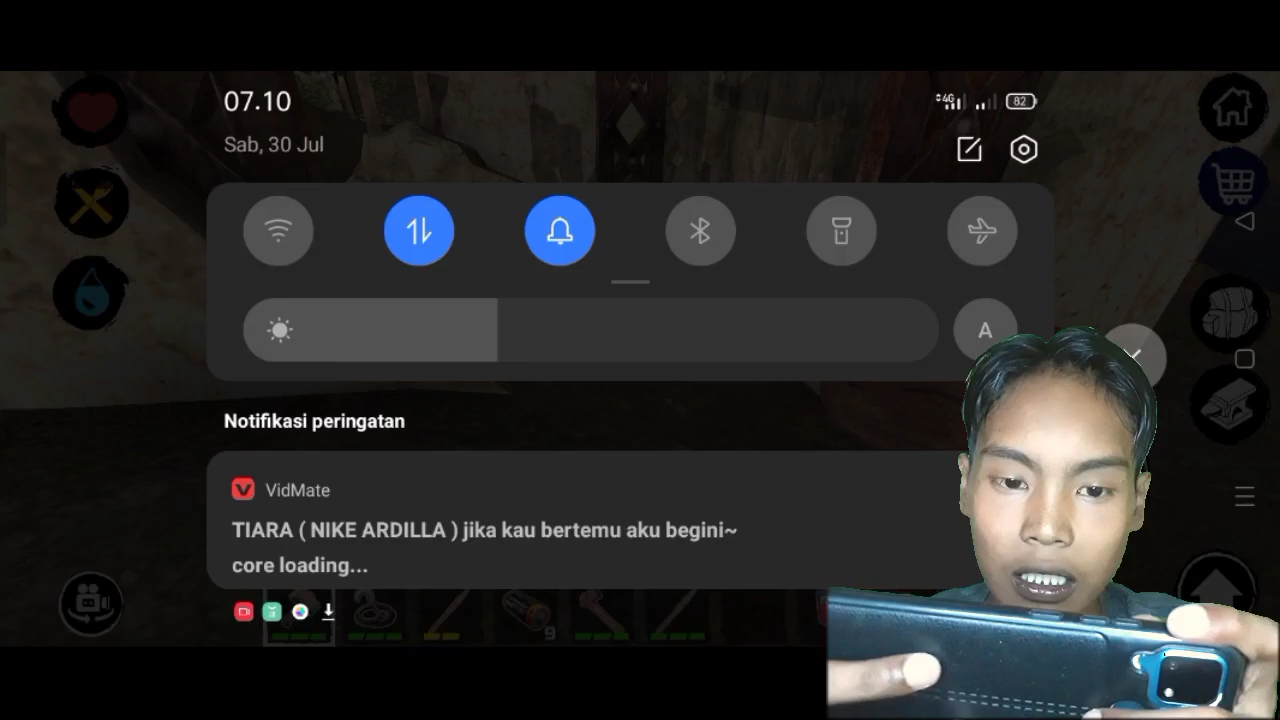 07.10
4G
82
Sab, 30 Jul
A
Notifikasi peringatan
VidMate
TIARA ( NIKE ARDILLA ) jika kau bertemu aku begini~
core loading...
9